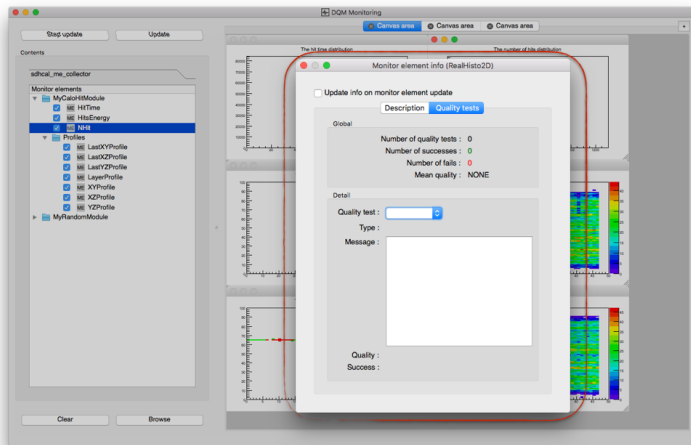 DQM Monitoring
Step update
Update
Contents
sdhcal_me_collector
Monitor elements
MyCaloHitModule
ME HitTime
ME HitsEnergy
ME NHit
Profiles
ME LastXYProfile
ME LastXZProfile
ME LastYZProfile
ME LayerProfile
ME XYProfile
ME XZProfile
ME YZProfile
MyRandomModule
Clear
Browse
Canvas area
Canvas area
Canvas area
The hit time distribution
The number of hits distribution
Monitor element info (RealHisto2D)
Update info on monitor element update
Description
Quality tests
Global
Number of quality tests : 0
Number of successes : 0
Number of fails : 0
Mean quality : NONE
Detail
Quality test :
Type :
Message :
Quality :
Success :